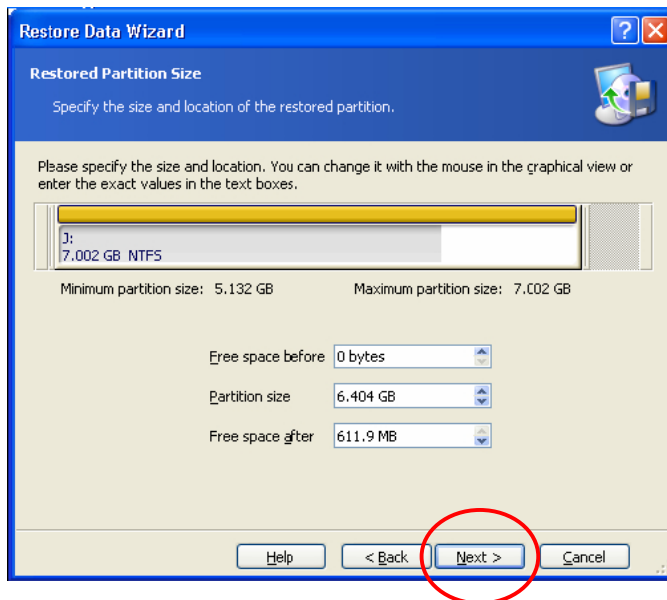 Restore Data Wizard
Restored Partition Size
Specify the size and location of the restored partition.
Please specify the size and location. You can change it with the mouse in the graphical view or
enter the exact values in the text boxes.
J:
7.002 GB NTFS
Minimum partition size: 5.132 GB Maximum partition size: 7.002 GB
Free space before 0 bytes
Partition size 6.404 GB
Free space after 611.9 MB
Help < Back Next > Cancel